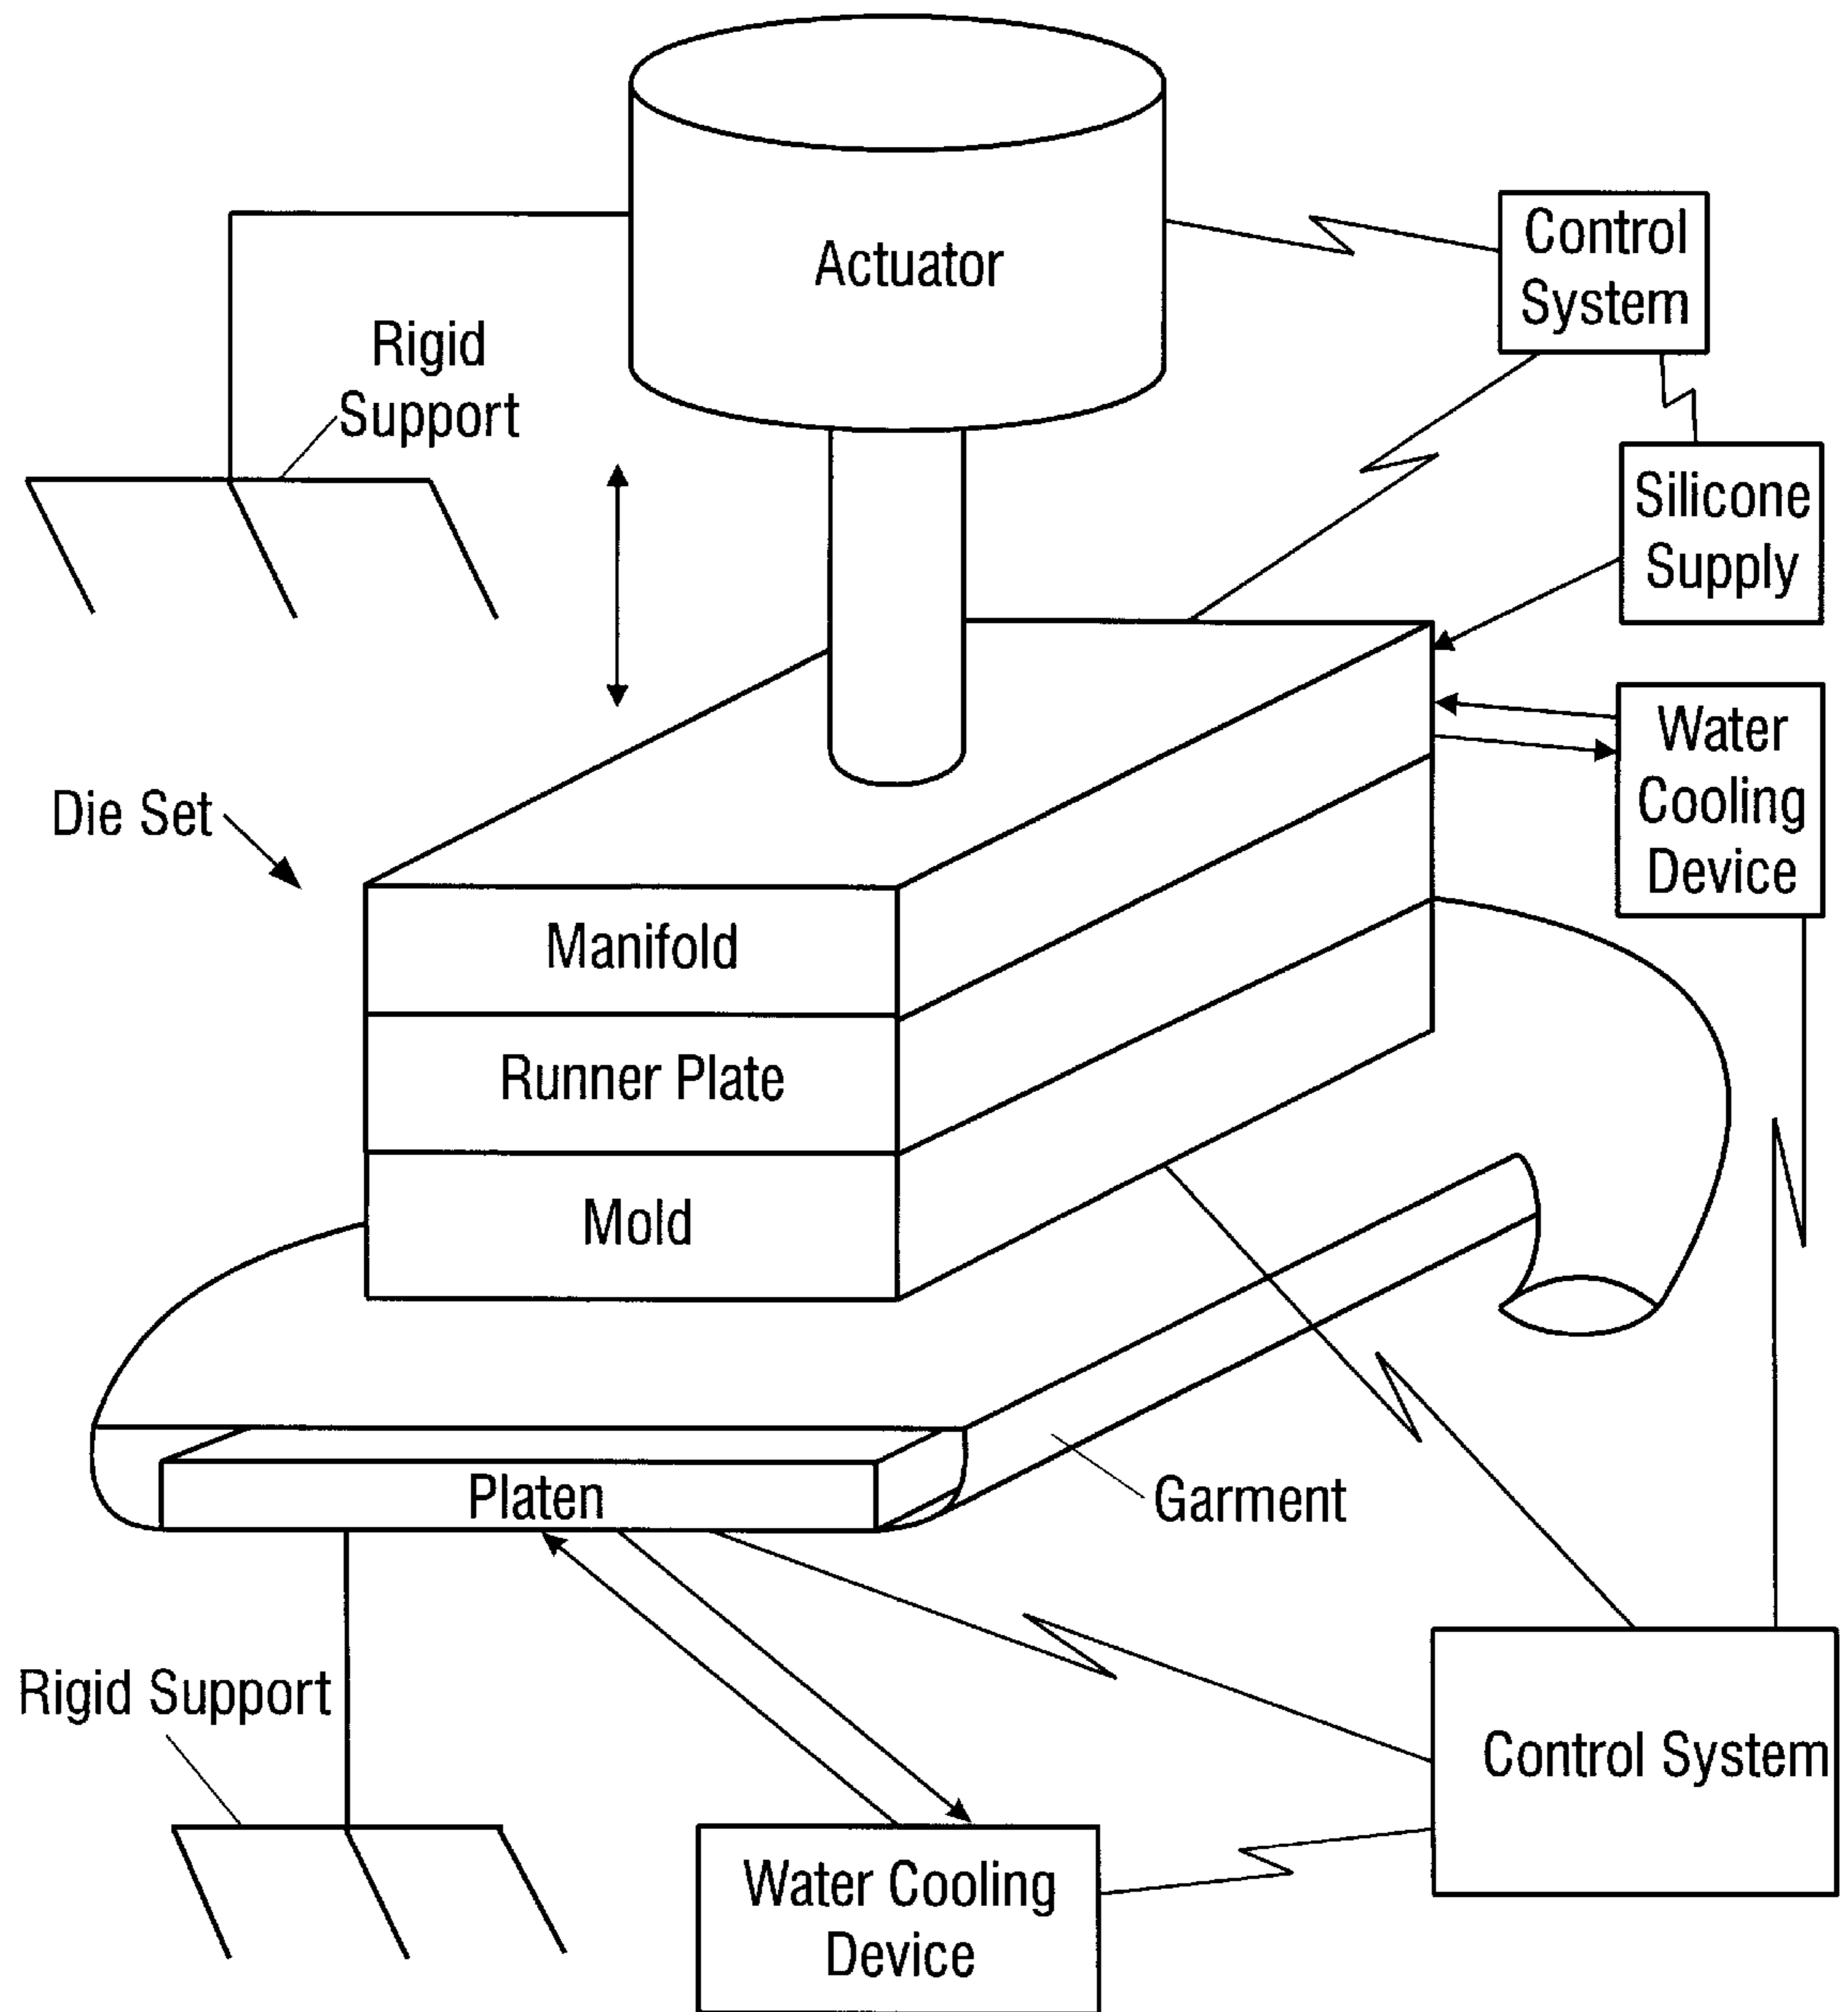 Actuator
Control
System
Rigid
Support
Silicone
Supply
Water
Cooling
Device
Die Set
Manifold
Runner Plate
Mold
Platen
Garment
Rigid Support
Control System
Water Cooling
Device